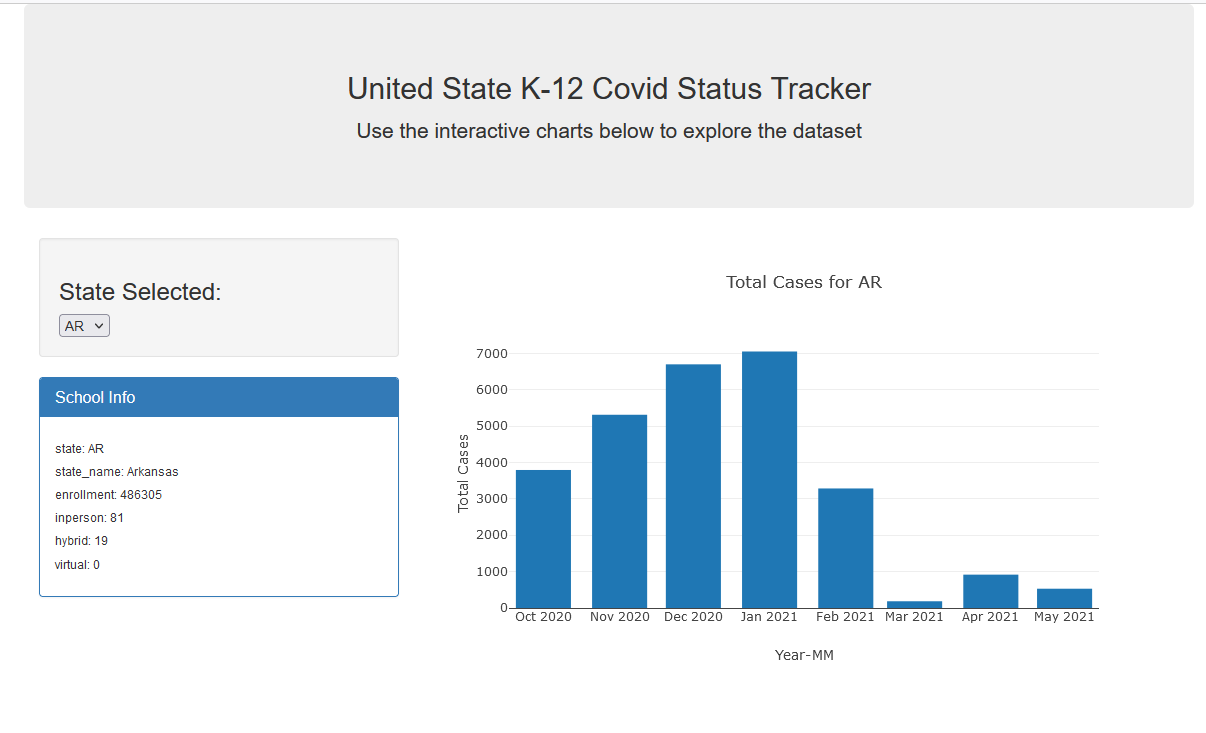 United State K-12 Covid Status Tracker
Use the interactive charts below to explore the dataset
State Selected:
AR
School Info
state: AR
state_name: Arkansas
enrollment: 486305
inperson: 81
hybrid: 19
virtual: 0
Total Cases for AR
Total Cases
7000
6000
5000
4000
3000
2000
1000
0
Oct 2020 Nov 2020 Dec 2020 Jan 2021 Feb 2021 Mar 2021 Apr 2021 May 2021
Year-MM